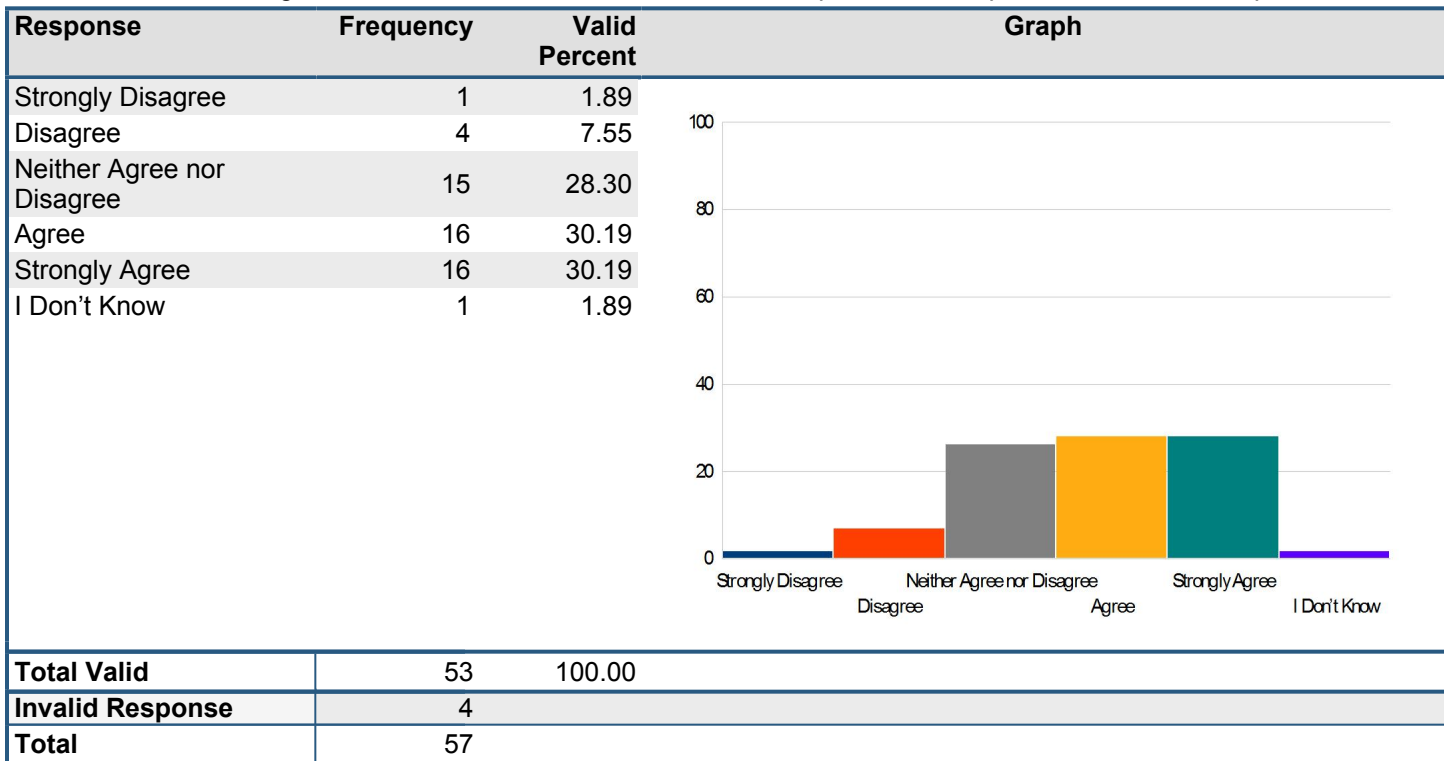 Response Frequency Valid Percent Graph
Strongly Disagree 1 1.89
Disagree 4 7.55
Neither Agree nor
Disagree 15 28.30
Agree 16 30.19
Strongly Agree 16 30.19
I Don't Know 1 1.89
100
80
60
40
20
0
Strongly Disagree Neither Agree nor Disagree Strongly Agree
Disagree Agree I Don't Know
Total Valid 53 100.00
Invalid Response 4
Total 57